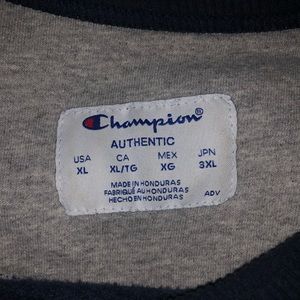 Champion®
AUTHENTIC
USA CA MEX JPN
XL XL/TG XG 3XL
MADE IN HONDURAS
FABRIQUÉ AU HONDURAS
HECHO EN HONDURAS ADV